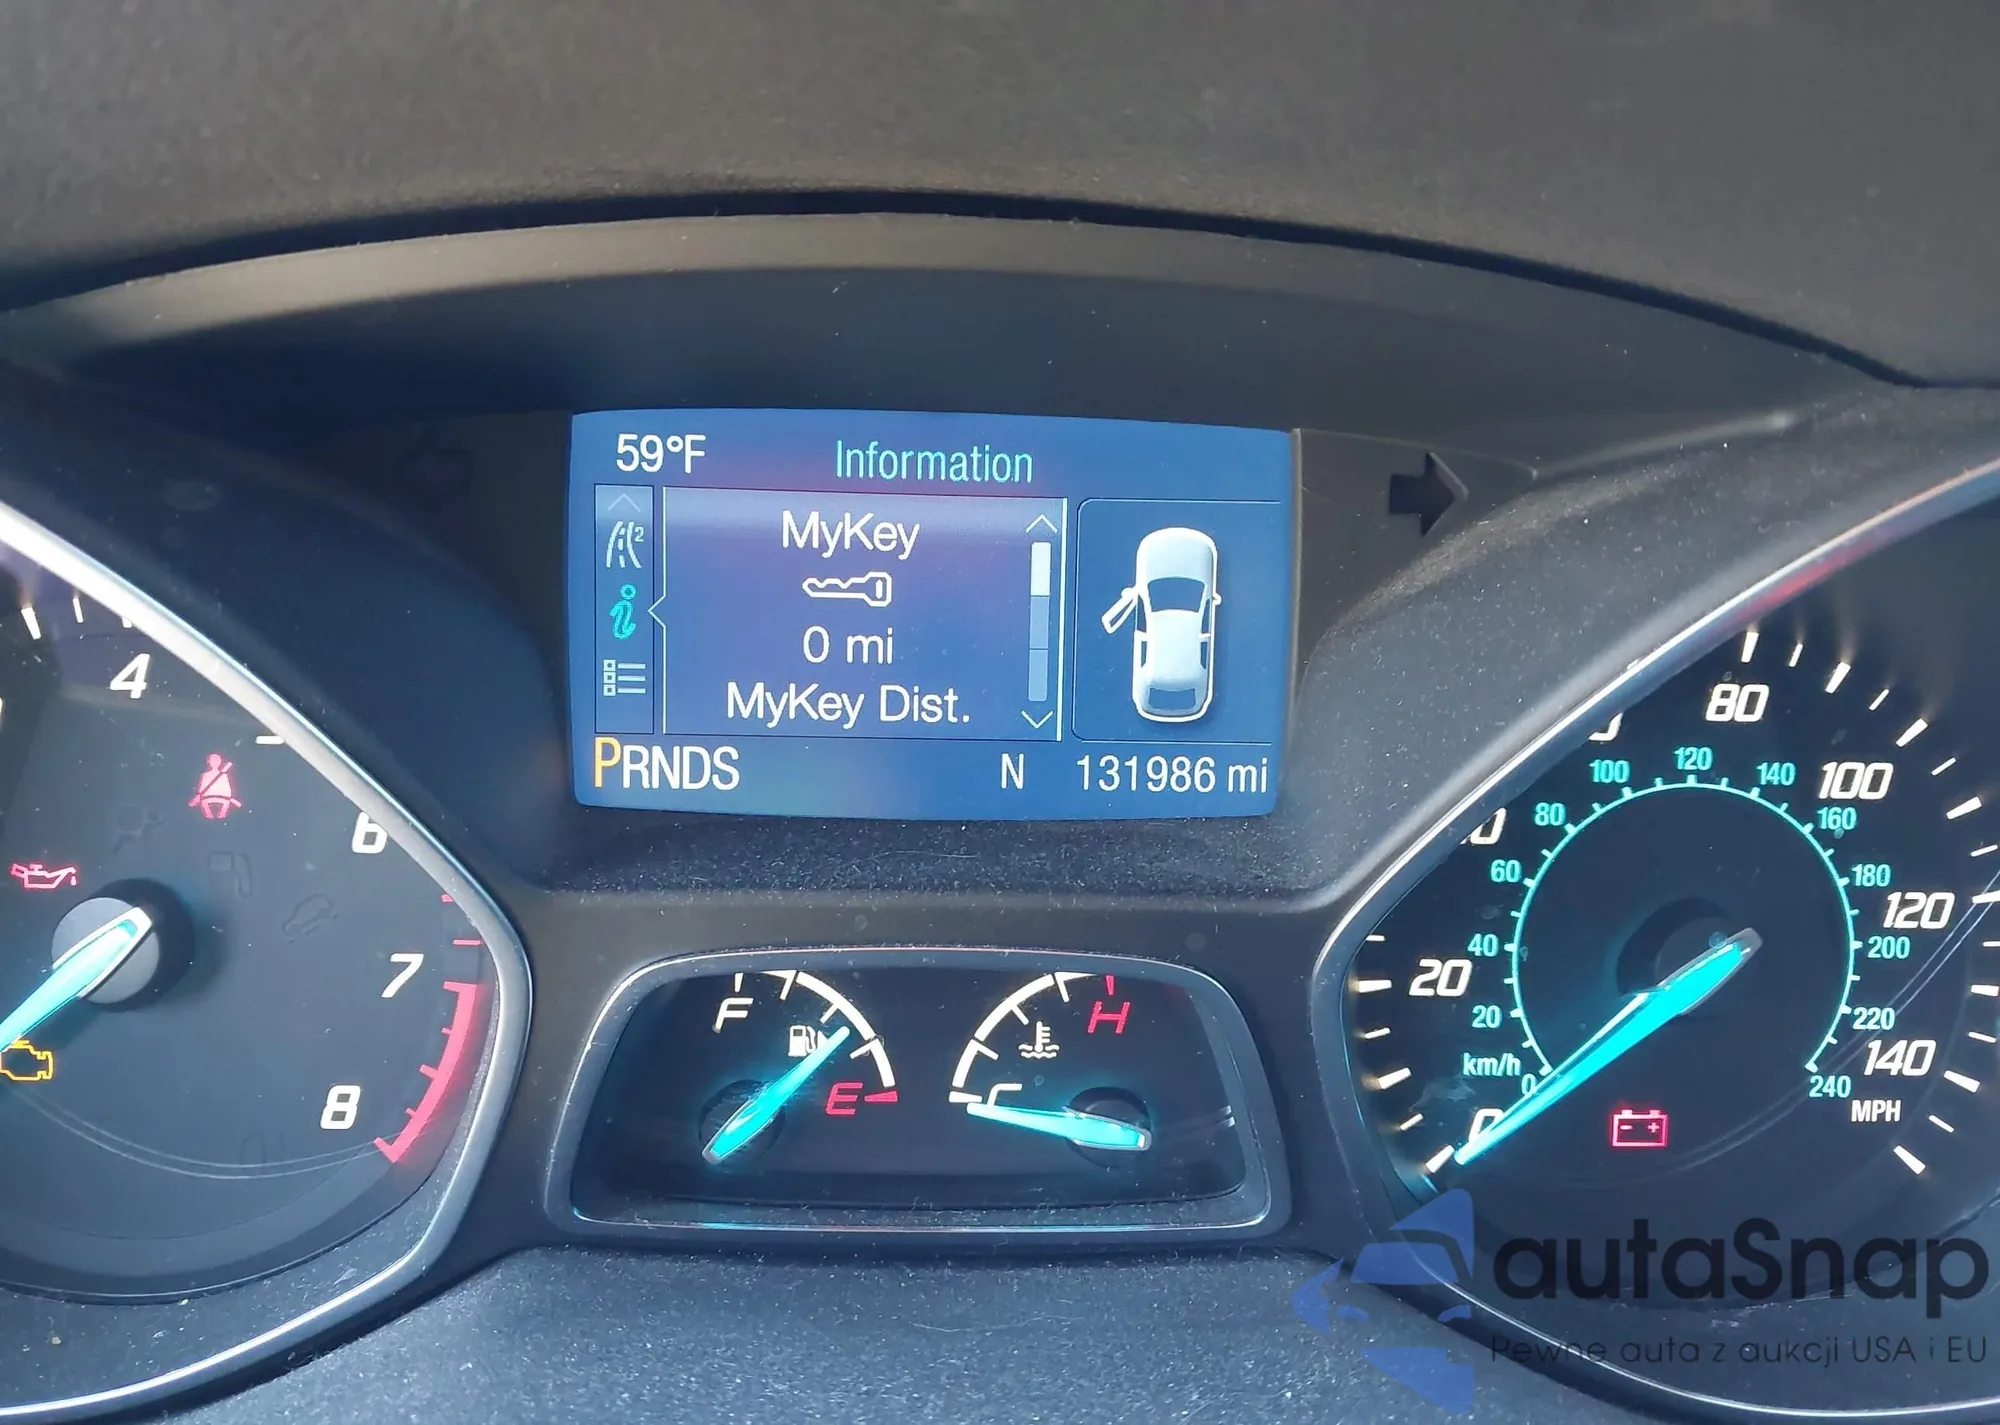 59°F
Information
MyKey
0 mi
MyKey Dist.
PRNDS
N
131986 mi
4
6
7
8
F
E
H
C
0
20
80
100
120
140
MPH
km/h
0
20
40
60
80
100
120
140
160
180
200
220
240
autaSnap
Pewne auta z aukcji USA i EU